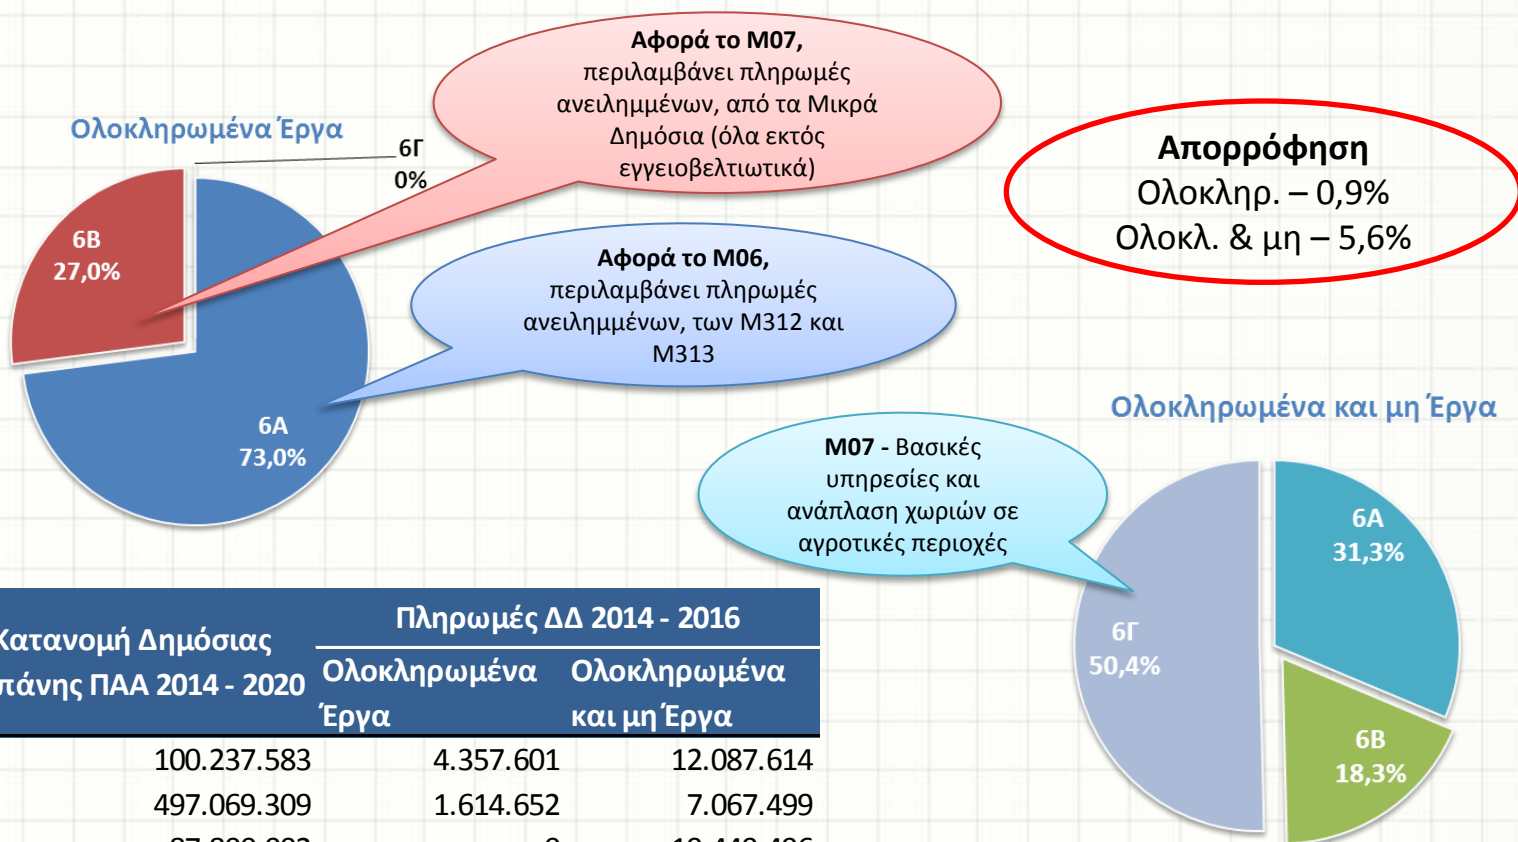 Αφορά το Μ07,
περιλαμβάνει πληρωμές
ανειλημμένων, από τα Μικρά
Δημόσια (όλα εκτός
εγγειοβελτιωτικά)
Ολοκληρωμένα Έργα
6Γ
0%
6Β
27,0%
6Α
73,0%
Απορρόφηση
Ολοκληρ. – 0,9%
Ολοκλ. & μη – 5,6%
Αφορά το Μ06,
περιλαμβάνει πληρωμές
ανειλημμένων, των Μ312 και
Μ313
Ολοκληρωμένα και μη Έργα
Μ07 - Βασικές
υπηρεσίες και
ανάπλαση χωριών σε
αγροτικές περιοχές
6Α
31,3%
6Γ
50,4%
6Β
18,3%
Κατανομή Δημόσιας
πάνης ΠΑΑ 2014 - 2020
Πληρωμές ΔΔ 2014 - 2016
Ολοκληρωμένα
Έργα
Ολοκληρωμένα
και μη Έργα
100.237.583 4.357.601 12.087.614
497.069.309 1.614.652 7.067.499